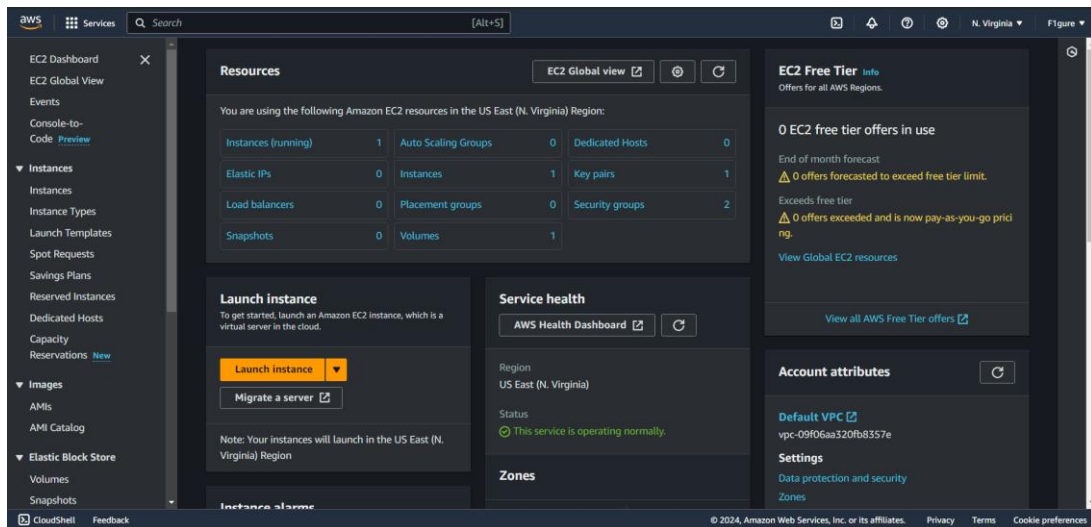 aws
Services
Search
[Alt+S]
N. Virginia
F1gure
EC2 Dashboard
EC2 Global View
Events
Console-to-
Code Preview
Instances
Instances
Instance Types
Launch Templates
Spot Requests
Savings Plans
Reserved Instances
Dedicated Hosts
Capacity
Reservations New
Images
AMIs
AMI Catalog
Elastic Block Store
Volumes
Snapshots
Resources
EC2 Global view
You are using the following Amazon EC2 resources in the US East (N. Virginia) Region:
Instances (running) 1 Auto Scaling Groups 0 Dedicated Hosts 0
Elastic IPs 0 Instances 1 Key pairs 1
Load balancers 0 Placement groups 0 Security groups 2
Snapshots 0 Volumes 1
Launch instance
To get started, launch an Amazon EC2 instance, which is a
virtual server in the cloud.
Launch instance
Migrate a server
Note: Your instances will launch in the US East (N.
Virginia) Region
Instance alarms
Service health
AWS Health Dashboard
Region
US East (N. Virginia)
Status
This service is operating normally.
Zones
EC2 Free Tier Info
Offers for all AWS Regions.
0 EC2 free tier offers in use
End of month forecast
0 offers forecasted to exceed free tier limit.
Exceeds free tier
0 offers exceeded and is now pay-as-you-go prici
ng.
View Global EC2 resources
View all AWS Free Tier offers
Account attributes
Default VPC
vpc-09f06aa320fb8357e
Settings
Data protection and security
Zones
CloudShell
Feedback
© 2024, Amazon Web Services, Inc. or its affiliates.
Privacy
Terms
Cookie preferences